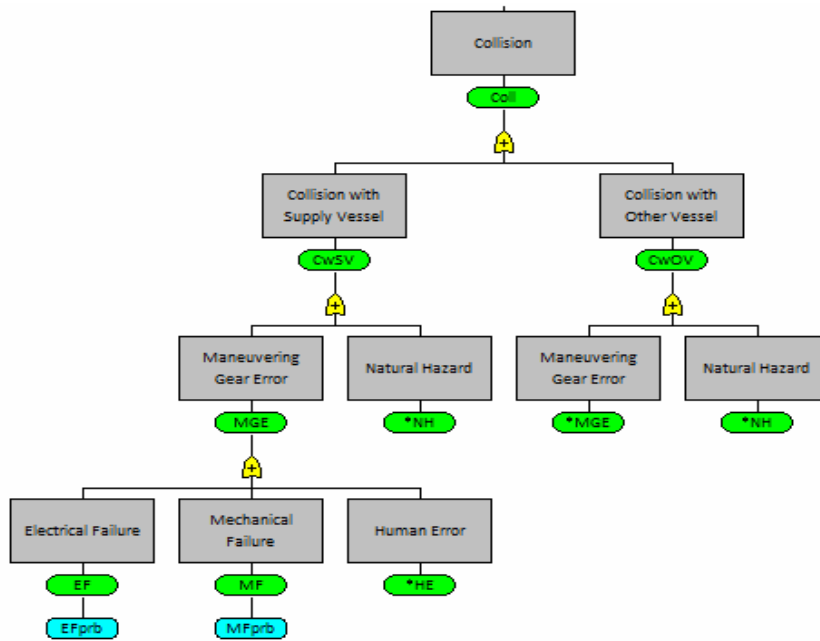 Collision
Coll
+
Collision with
Supply Vessel
Collision with
Other Vessel
CwSV
CwOV
+
+
Maneuvering
Gear Error
Natural Hazard
Maneuvering
Gear Error
Natural Hazard
MGE
*NH
*MGE
*NH
+
Electrical Failure
Mechanical
Failure
Human Error
EF
MF
*HE
EFprb
MFprb